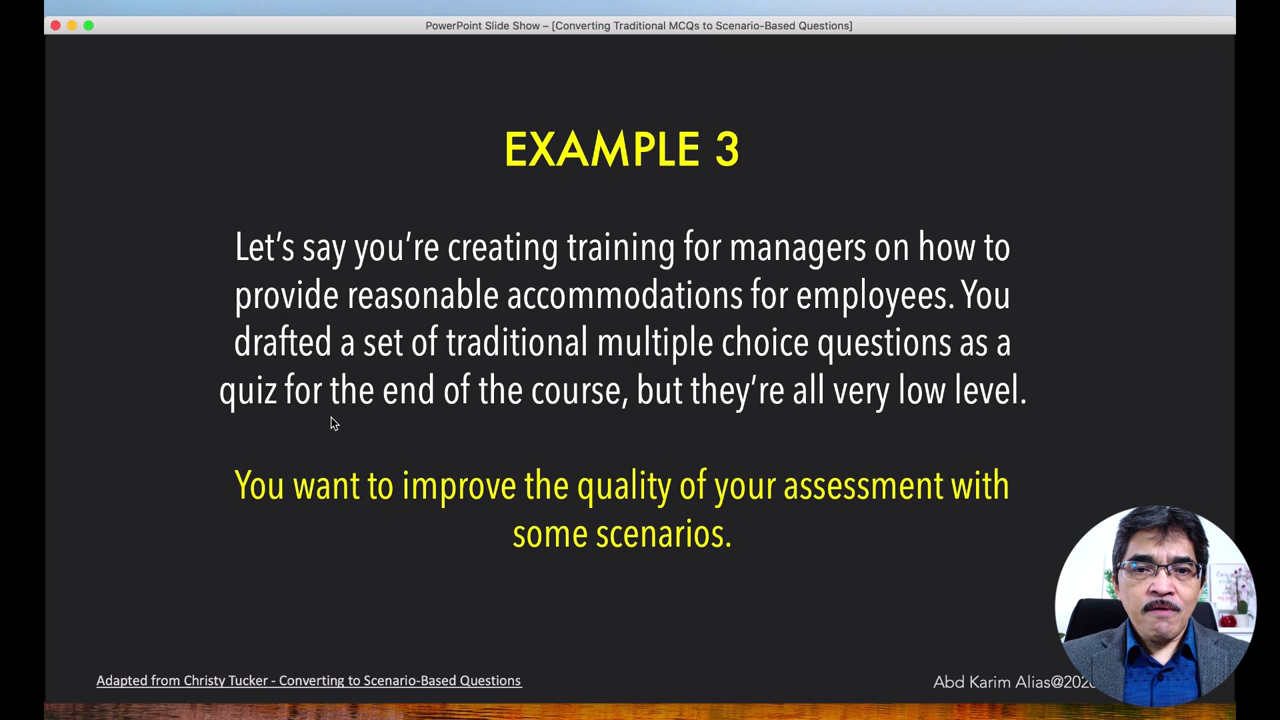 PowerPoint Slide Show – [Converting Traditional MCQs to Scenario-Based Questions]
EXAMPLE 3
Let's say you're creating training for managers on how to
provide reasonable accommodations for employees. You
drafted a set of traditional multiple choice questions as a
quiz for the end of the course, but they're all very low level.
You want to improve the quality of your assessment with
some scenarios.
Adapted from Christy Tucker - Converting to Scenario-Based Questions
Abd Karim Alias